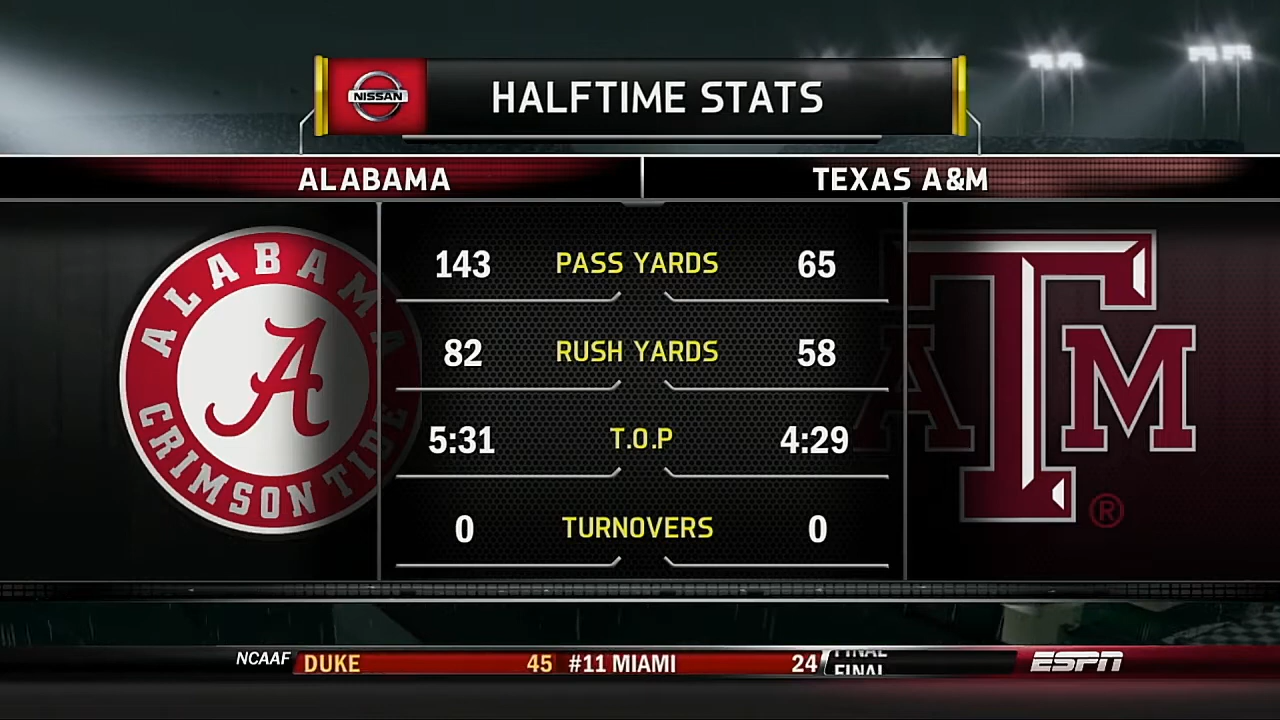 NISSAN
HALFTIME STATS
ALABAMA TEXAS A&M
143 PASS YARDS 65
82 RUSH YARDS 58
5:31 T.O.P 4:29
0 TURNOVERS 0
ALABAMA
A
CRIMSON TIDE
ATM
®
NCAAF DUKE 45 #11 MIAMI 24 FINAL
FINAL
ESPN